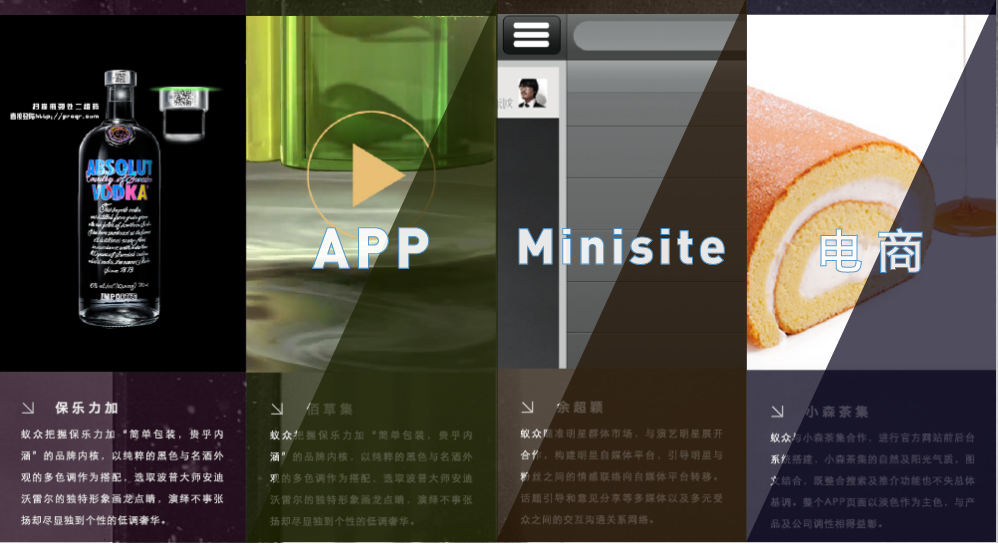 扫描瓶颈处二维码
直接登陆http://proqr.com
ABSOLUT
Country of Sweden
VODKA
This superb vodka
IMPORTED
APP
Minisite
电商
保乐力加
蚁众把握保乐力加“简单包装,贵乎内
涵”的品牌内核,以纯粹的黑色与名酒外
观的多色调作为搭配,选取波普大师安迪
沃雷尔的独特形象画龙点睛,演绎不事张
扬却尽显独到个性的低调奢华。
佰草集
蚁众把握保乐力加“简单包装,贵乎内
涵”的品牌内核,以纯粹的黑色与名酒外
观的多色调作为搭配,选取波普大师安迪
沃雷尔的独特形象画龙点睛,演绎不事张
扬却尽显独到个性的低调奢华。
余超颖
蚁众瞄准明星群体市场,与演艺明星展开
合作,构建明星自媒体平台,引导明星与
粉丝之间的情感联络向自媒体平台转移。
话题引导和意见分享等多媒体以及多元受
众之间的交互沟通关系网络。
小森茶集
蚁众与小森茶集合作,进行官方网站前后台
系统搭建,小森茶集的自然及阳光气质,图
文结合,既整合搜索及推介功能也不失总体
基调。整个APP页面以淡色作为主色,与产
品及公司调性相得益彰。